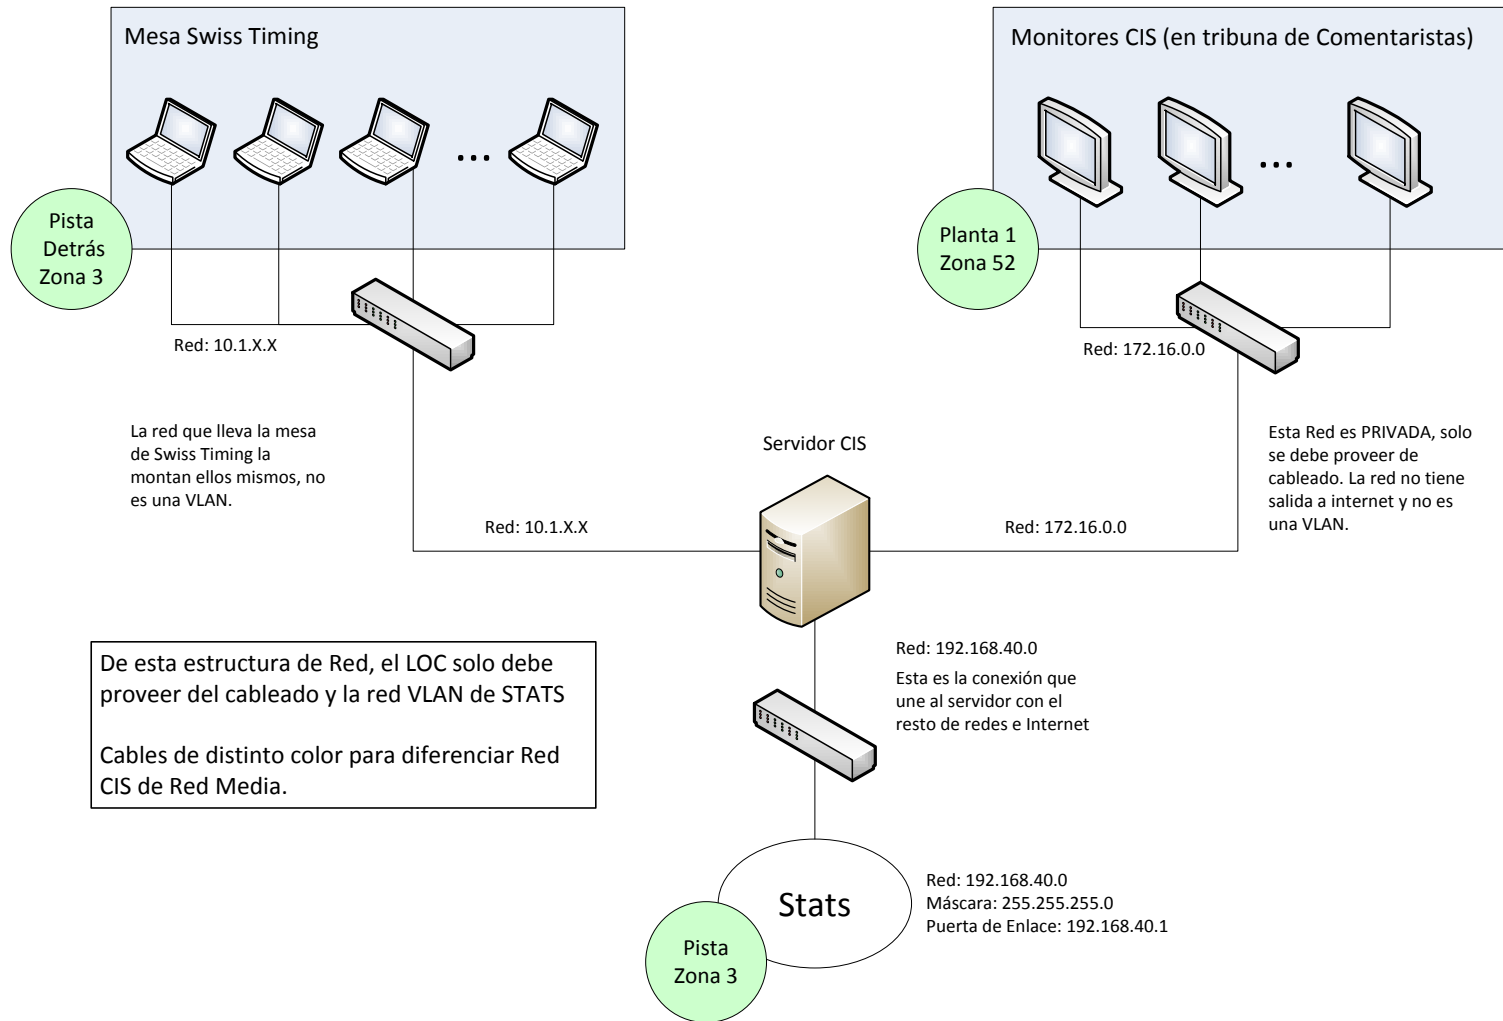 Mesa Swiss Timing
Monitores CIS (en tribuna de Comentaristas)
...
...
Pista
Detrás
Zona 3
Planta 1
Zona 52
Red: 10.1.X.X
Red: 172.16.0.0
La red que lleva la mesa
de Swiss Timing la
montan ellos mismos, no
es una VLAN.
Servidor CIS
Esta Red es PRIVADA, solo
se debe proveer de
cableado. La red no tiene
salida a internet y no es
una VLAN.
Red: 10.1.X.X
Red: 172.16.0.0
De esta estructura de Red, el LOC solo debe
proveer del cableado y la red VLAN de STATS
Cables de distinto color para diferenciar Red
CIS de Red Media.
Red: 192.168.40.0
Esta es la conexión que
une al servidor con el
resto de redes e Internet
Stats
Red: 192.168.40.0
Máscara: 255.255.255.0
Puerta de Enlace: 192.168.40.1
Pista
Zona 3